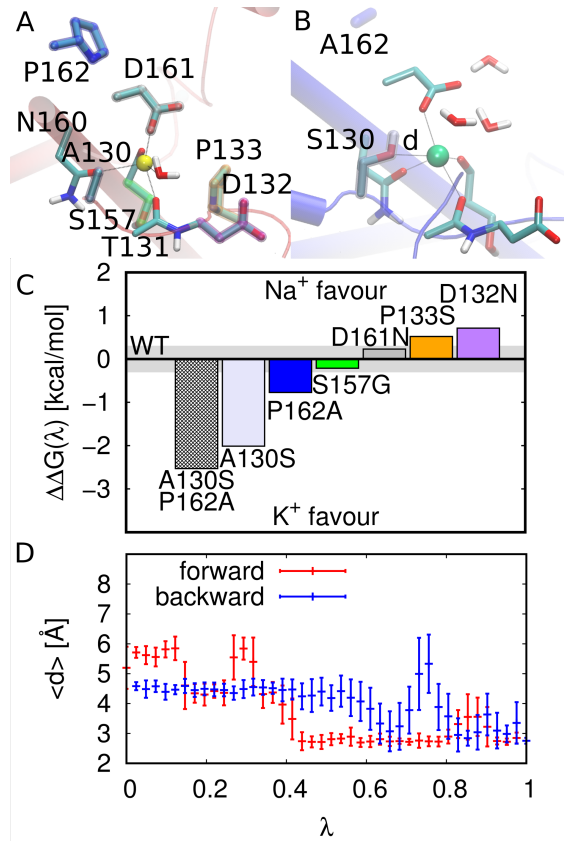 A
P162
D161
N160
A130
P133
D132
S157
T131
B
A162
S130
d
C
2
1
0
−1
−2
−3
ΔΔG(λ) [kcal/mol]
Na+ favour
WT
D161N
P133S
D132N
S157G
P162A
A130S
A130S
P162A
K+ favour
D
forward
backward
8
7
6
5
4
3
2
<d> [Å]
0
0.2
0.4
0.6
0.8
1
λ